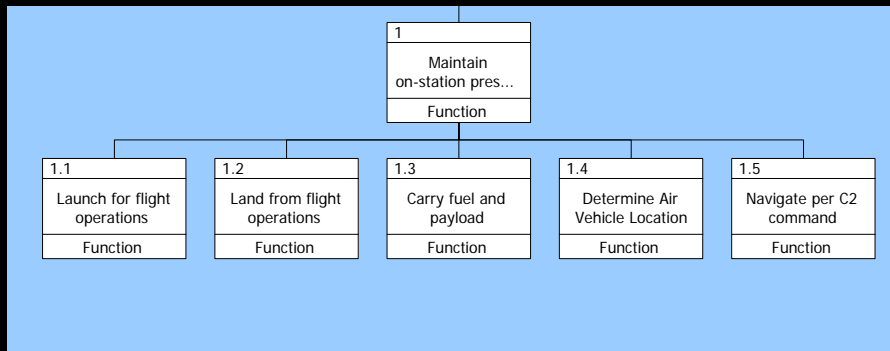 1
Maintain
on-station pres...
Function
1.1
Launch for flight
operations
Function
1.2
Land from flight
operations
Function
1.3
Carry fuel and
payload
Function
1.4
Determine Air
Vehicle Location
Function
1.5
Navigate per C2
command
Function